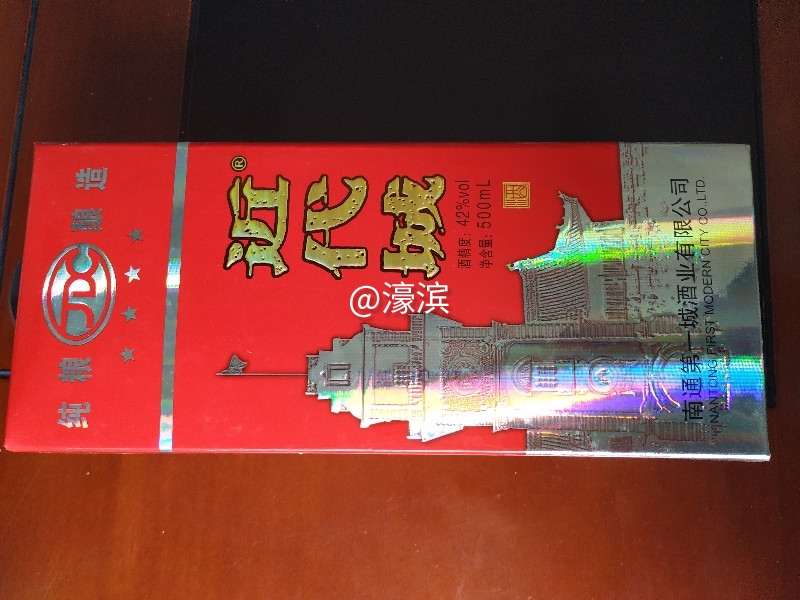 纯粮 JDC 酿造
近代城®
酒精度：42%vol
净含量：500mL
@濠滨
南通第一城酒业有限公司
NANTONG FIRST MODERN CITY CO.,LTD.